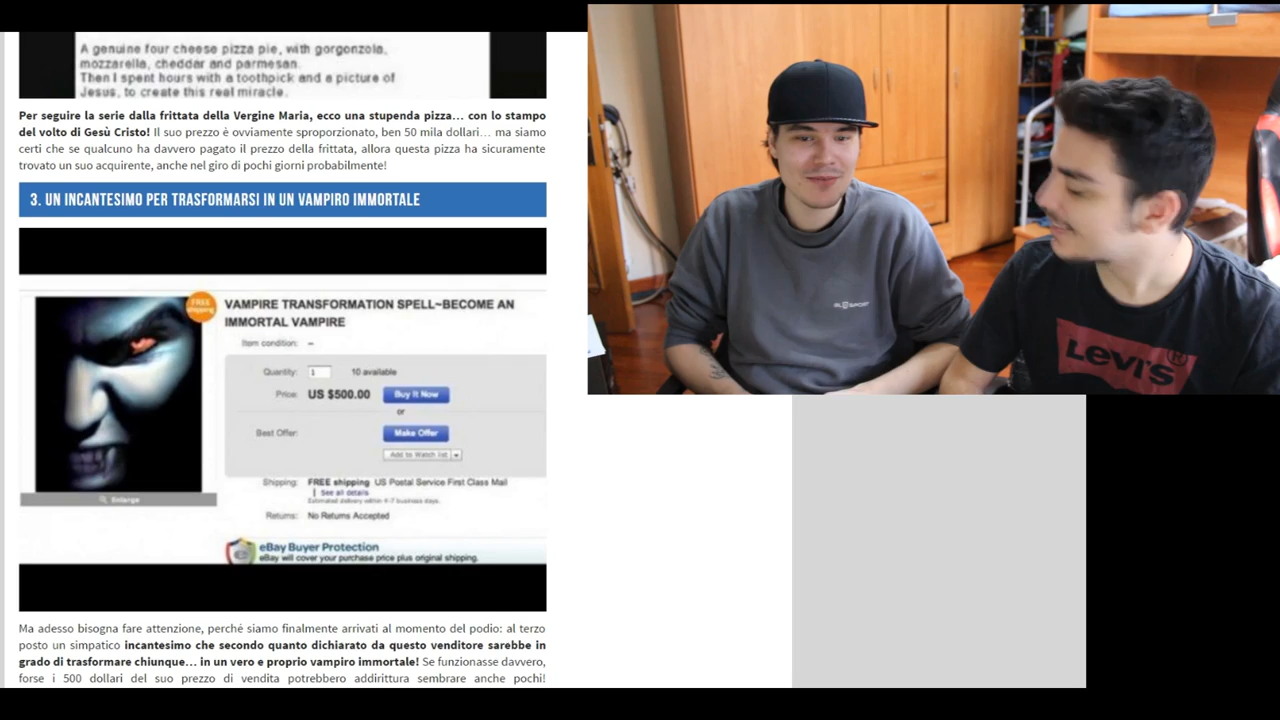 A genuine four cheese pizza pie, with gorgonzola,
mozzarella, cheddar and parmesan.
Then I spent hours with a toothpick and a picture of
Jesus, to create this real miracle.
Per seguire la serie dalla frittata della Vergine Maria, ecco una stupenda pizza… con lo stampo
del volto di Gesù Cristo! Il suo prezzo è ovviamente sproporzionato, ben 50 mila dollari… ma siamo
certi che se qualcuno ha davvero pagato il prezzo della frittata, allora questa pizza ha sicuramente
trovato un suo acquirente, anche nel giro di pochi giorni probabilmente!
3. UN INCANTESIMO PER TRASFORMARSI IN UN VAMPIRO IMMORTALE
FREE
shipping
VAMPIRE TRANSFORMATION SPELL~BECOME AN
IMMORTAL VAMPIRE
Item condition: --
Quantity: 1 10 available
Price: US $500.00 Buy It Now
or
Best Offer: Make Offer
Add to Watch list
Enlarge
Shipping: FREE shipping US Postal Service First Class Mail
See all details
Estimated delivery within 4-7 business days.
Returns: No Returns Accepted
eBay Buyer Protection
eBay will cover your purchase price plus original shipping.
Ma adesso bisogna fare attenzione, perché siamo finalmente arrivati al momento del podio: al terzo
posto un simpatico incantesimo che secondo quanto dichiarato da questo venditore sarebbe in
grado di trasformare chiunque… in un vero e proprio vampiro immortale! Se funzionasse davvero,
forse i 500 dollari del suo prezzo di vendita potrebbero addirittura sembrare anche pochi!
SPORT
Levi's
®